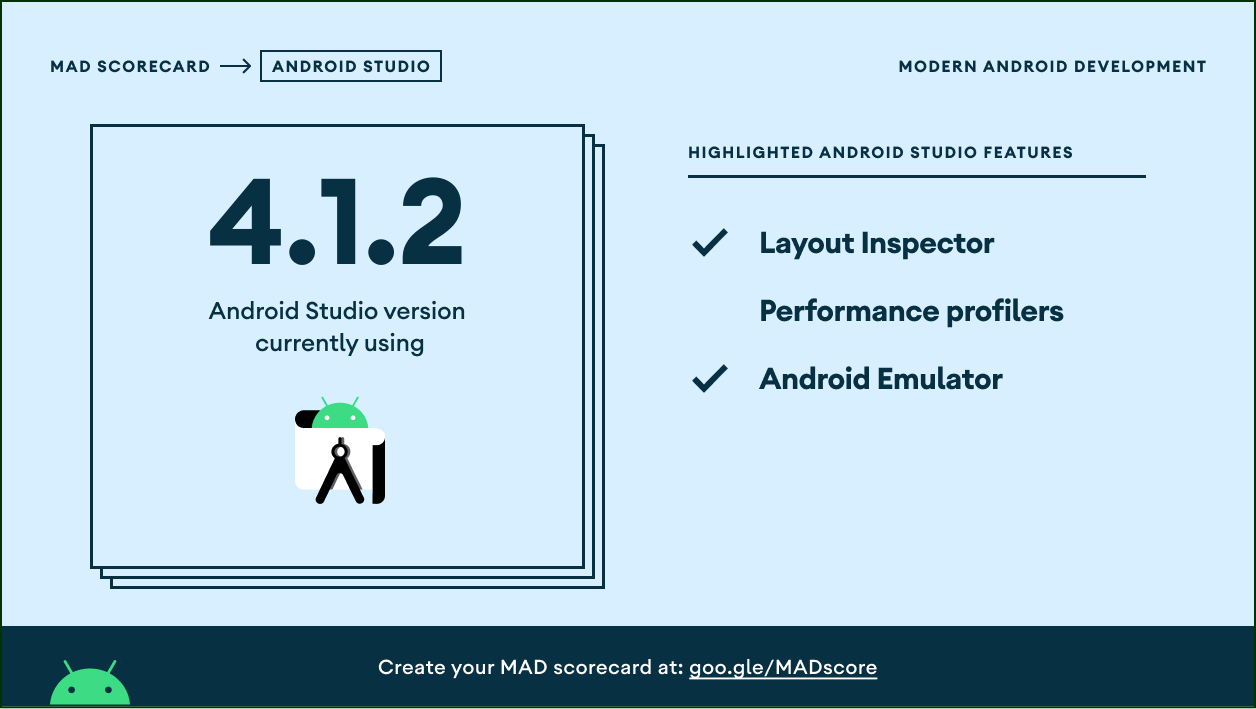 MAD SCORECARD
ANDROID STUDIO
MODERN ANDROID DEVELOPMENT
4.1.2
Android Studio version
currently using
HIGHLIGHTED ANDROID STUDIO FEATURES
Layout Inspector
Performance profilers
Android Emulator
Create your MAD scorecard at: goo.gle/MADscore